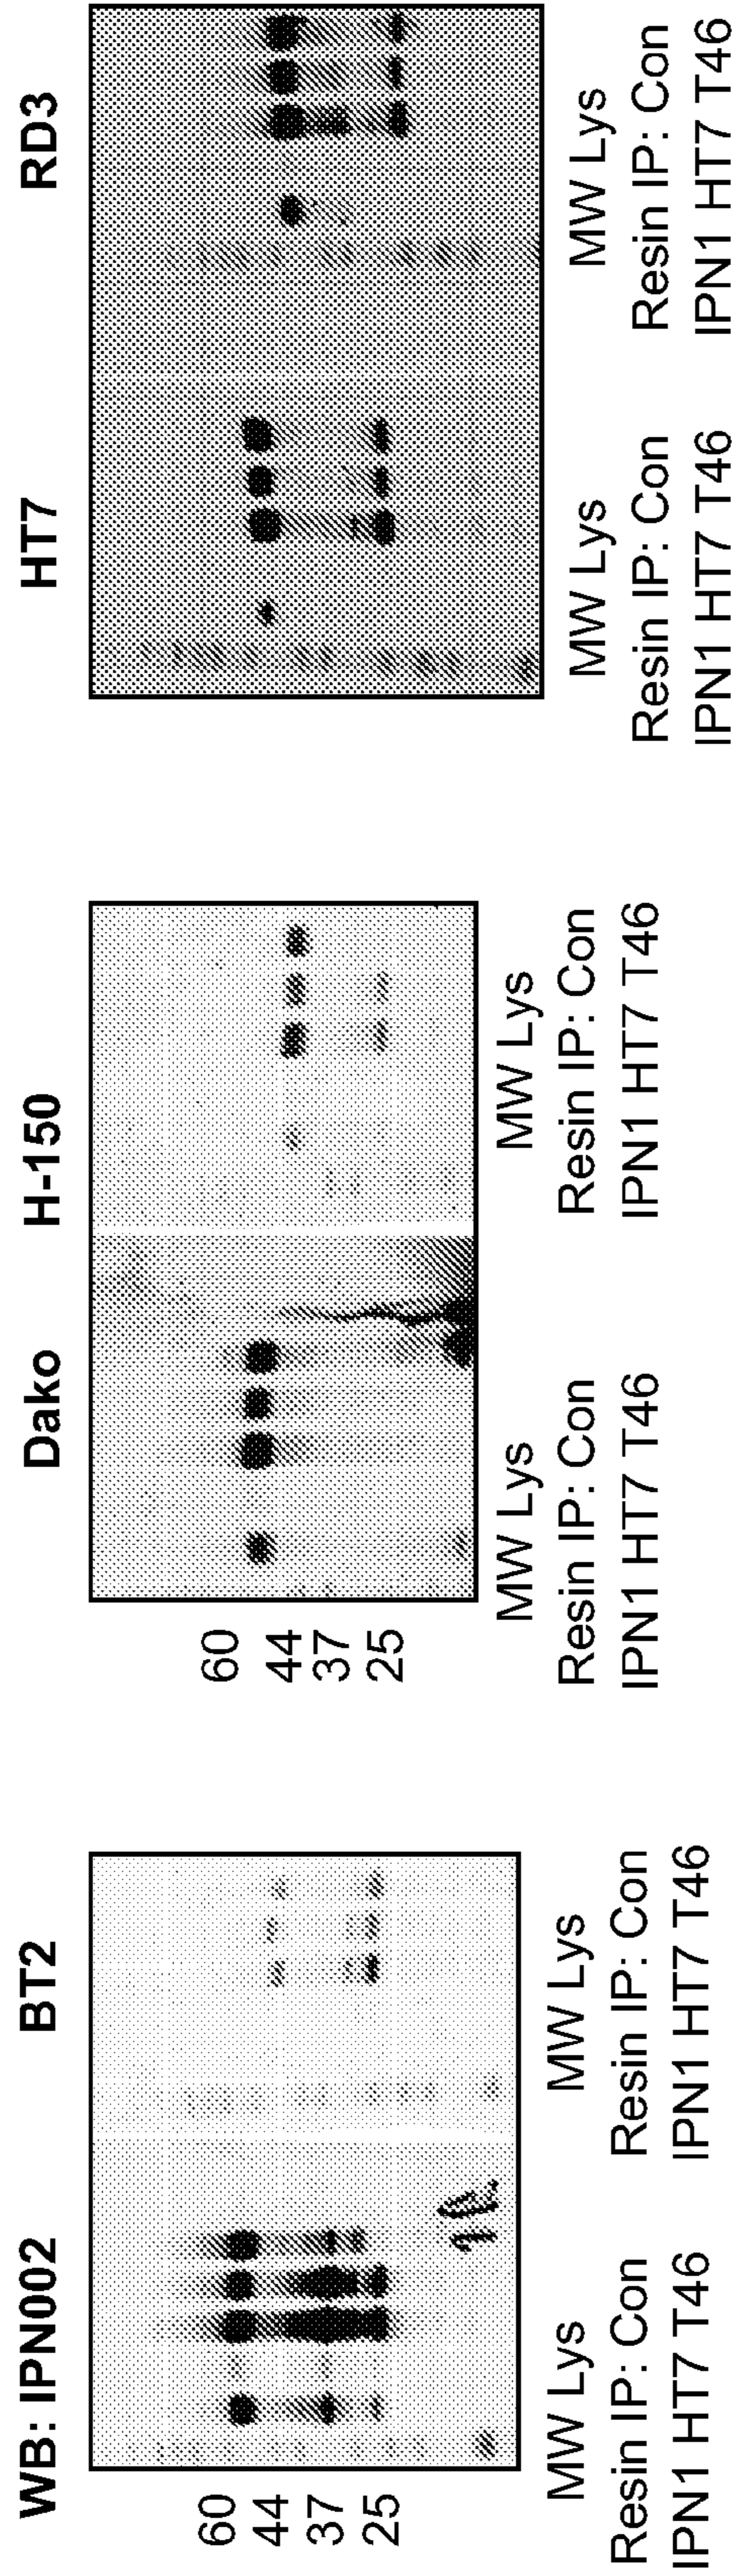 WB: IPN002 BT2
60
44
37
25
MW Lys
Resin IP: Con
IPN1 HT7 T46
MW Lys
Resin IP: Con
IPN1 HT7 T46
Dako H-150
60
44
37
25
MW Lys
Resin IP: Con
IPN1 HT7 T46
MW Lys
Resin IP: Con
IPN1 HT7 T46
HT7 RD3
MW Lys
Resin IP: Con
IPN1 HT7 T46
MW Lys
Resin IP: Con
IPN1 HT7 T46